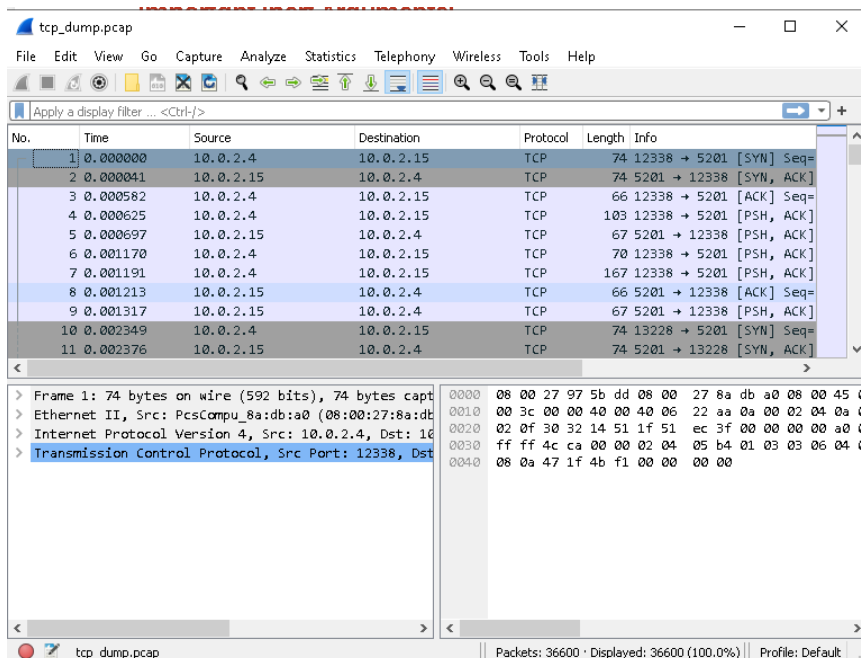 Important iperf Arguments:
tcp_dump.pcap
File Edit View Go Capture Analyze Statistics Telephony Wireless Tools Help
Apply a display filter ... <Ctrl-/>
No. Time Source Destination Protocol Length Info
1 0.000000 10.0.2.4 10.0.2.15 TCP 74 12338 → 5201 [SYN] Seq=
2 0.000041 10.0.2.15 10.0.2.4 TCP 74 5201 → 12338 [SYN, ACK]
3 0.000582 10.0.2.4 10.0.2.15 TCP 66 12338 → 5201 [ACK] Seq=
4 0.000625 10.0.2.4 10.0.2.15 TCP 103 12338 → 5201 [PSH, ACK]
5 0.000697 10.0.2.15 10.0.2.4 TCP 67 5201 → 12338 [PSH, ACK]
6 0.001170 10.0.2.4 10.0.2.15 TCP 70 12338 → 5201 [PSH, ACK]
7 0.001191 10.0.2.4 10.0.2.15 TCP 167 12338 → 5201 [PSH, ACK]
8 0.001213 10.0.2.15 10.0.2.4 TCP 66 5201 → 12338 [ACK] Seq=
9 0.001317 10.0.2.15 10.0.2.4 TCP 67 5201 → 12338 [PSH, ACK]
10 0.002349 10.0.2.4 10.0.2.15 TCP 74 13228 → 5201 [SYN] Seq=
11 0.002376 10.0.2.15 10.0.2.4 TCP 74 5201 → 13228 [SYN, ACK]
Frame 1: 74 bytes on wire (592 bits), 74 bytes capt
Ethernet II, Src: PcsCompu_8a:db:a0 (08:00:27:8a:db
Internet Protocol Version 4, Src: 10.0.2.4, Dst: 10
Transmission Control Protocol, Src Port: 12338, Dst
0000 08 00 27 97 5b dd 08 00 27 8a db a0 08 00 45 0
0010 00 3c 00 00 40 00 40 06 22 aa 0a 00 02 04 0a 0
0020 02 0f 30 32 14 51 1f 51 ec 3f 00 00 00 00 a0 0
0030 ff ff 4c ca 00 00 02 04 05 b4 01 03 03 06 04 0
0040 08 0a 47 1f 4b f1 00 00 00 00
tcp_dump.pcap
Packets: 36600 · Displayed: 36600 (100.0%)
Profile: Default